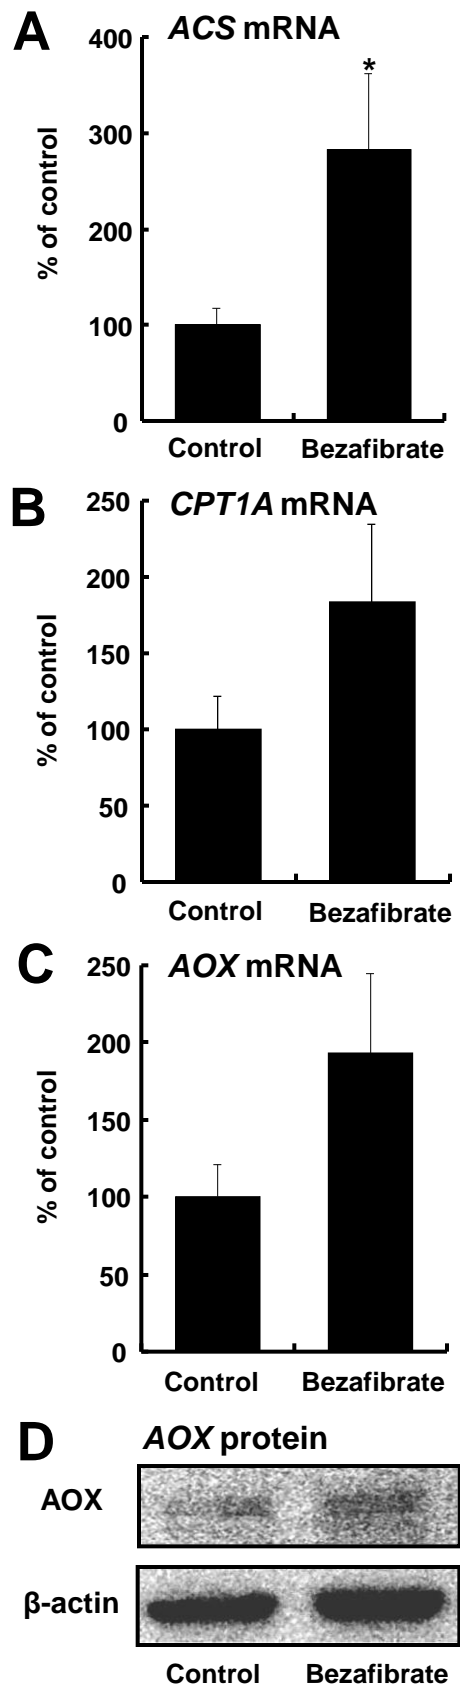 A
ACS mRNA
% of control
400
300
200
100
0
Control Bezafibrate
*
B
CPT1A mRNA
% of control
250
200
150
100
50
0
Control Bezafibrate
C
AOX mRNA
% of control
250
200
150
100
50
0
Control Bezafibrate
D
AOX protein
AOX
β-actin
Control Bezafibrate